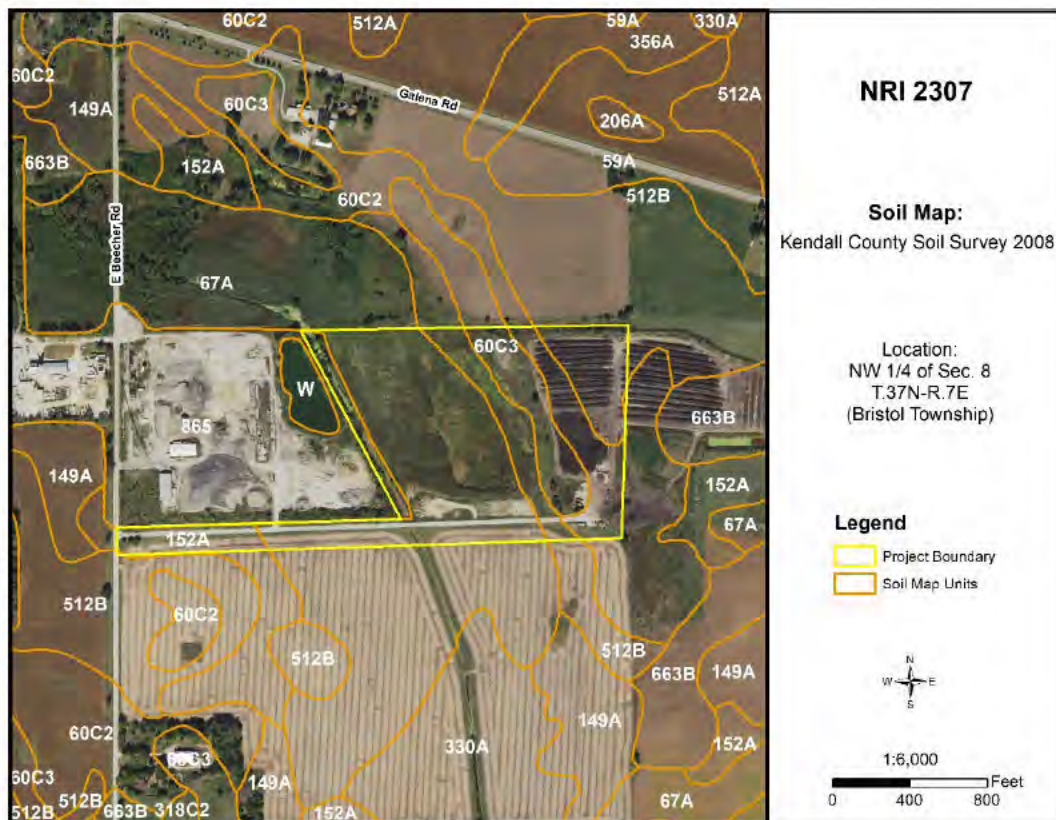 60C2
512A
59A
330A
356A
60C2
149A
60C3
Galena Rd
512A
206A
663B
152A
59A
512B
60C2
E Beecher Rd
67A
60C3
W
663B
865
149A
152A
67A
152A
512B
60C2
512B
512B
663B
149A
149A
60C2
330A
152A
60C3
149A
60C3
512B
663B
318C2
152A
67A
512B
NRI 2307
Soil Map:
Kendall County Soil Survey 2008
Location:
NW 1/4 of Sec. 8
T.37N-R.7E
(Bristol Township)
Legend
Project Boundary
Soil Map Units
N
W
E
S
1:6,000
Feet
0
400
800